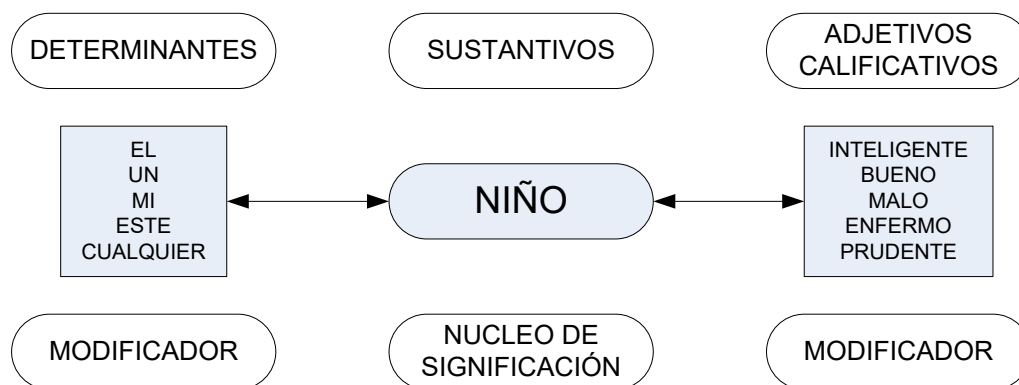 DETERMINANTES
SUSTANTIVOS
ADJETIVOS
CALIFICATIVOS
EL
UN
MI
ESTE
CUALQUIER
NIÑO
INTELIGENTE
BUENO
MALO
ENFERMO
PRUDENTE
MODIFICADOR
NUCLEO DE
SIGNIFICACIÓN
MODIFICADOR